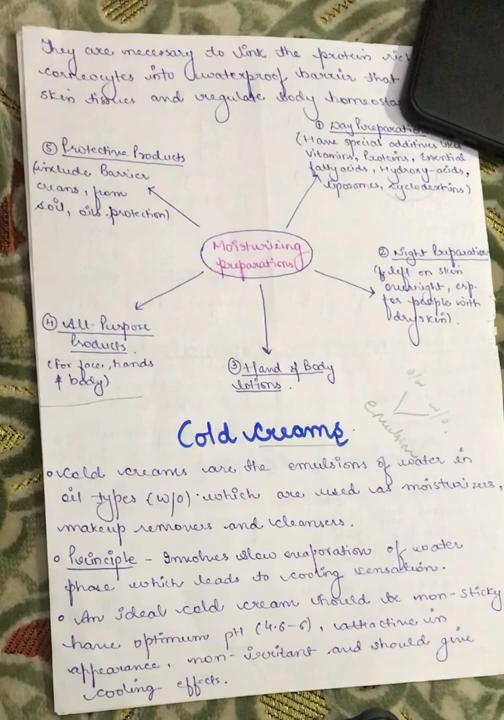 They are necessary to link the protein rich
corneocytes into waterproof barrier that
skin tissues and regulate body homeosta
① Day Preparation
(Have special additives like
Vitamins, Proteins, Essential
fatty acids, Hydroxy-acids,
liposomes, Cyclodextrins)
⑤ Protective Products
(include Barrier
creams, from
soil, oils protection)
Moisturizing
preparations
② Night Preparation
left on skin
overnight, esp.
for people with
dry skin).
④ All-Purpose
Products.
(for face, hands
& body)
③ Hand & Body
lotions.
o/w
w/o
emulsion
Cold Creams
• Cold creams are the emulsions of water in
oil types (w/o) which are used as moisturizers,
makeup removers and cleansers.
• Principle - Involves slow evaporation of water
phase which leads to cooling sensation.
• An ideal cold cream should be non-sticky
have optimum pH (4.6-6), attractive in
appearance, non-irritant and should give
cooling effects.